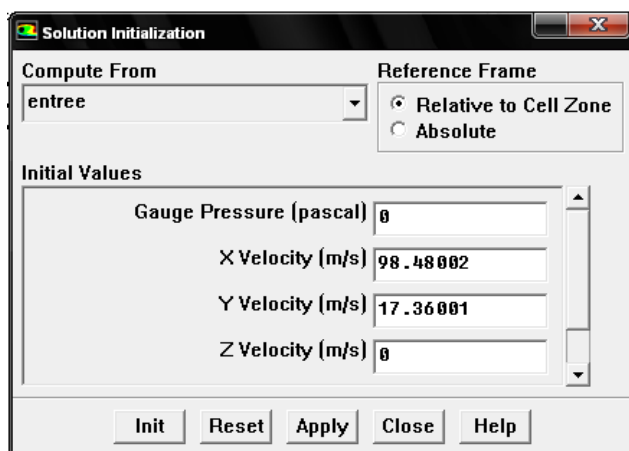 Solution Initialization
Compute From
Reference Frame
entree
Relative to Cell Zone
Absolute
Initial Values
Gauge Pressure (pascal) 0
X Velocity (m/s) 98.48002
Y Velocity (m/s) 17.36001
Z Velocity (m/s) 0
Init Reset Apply Close Help